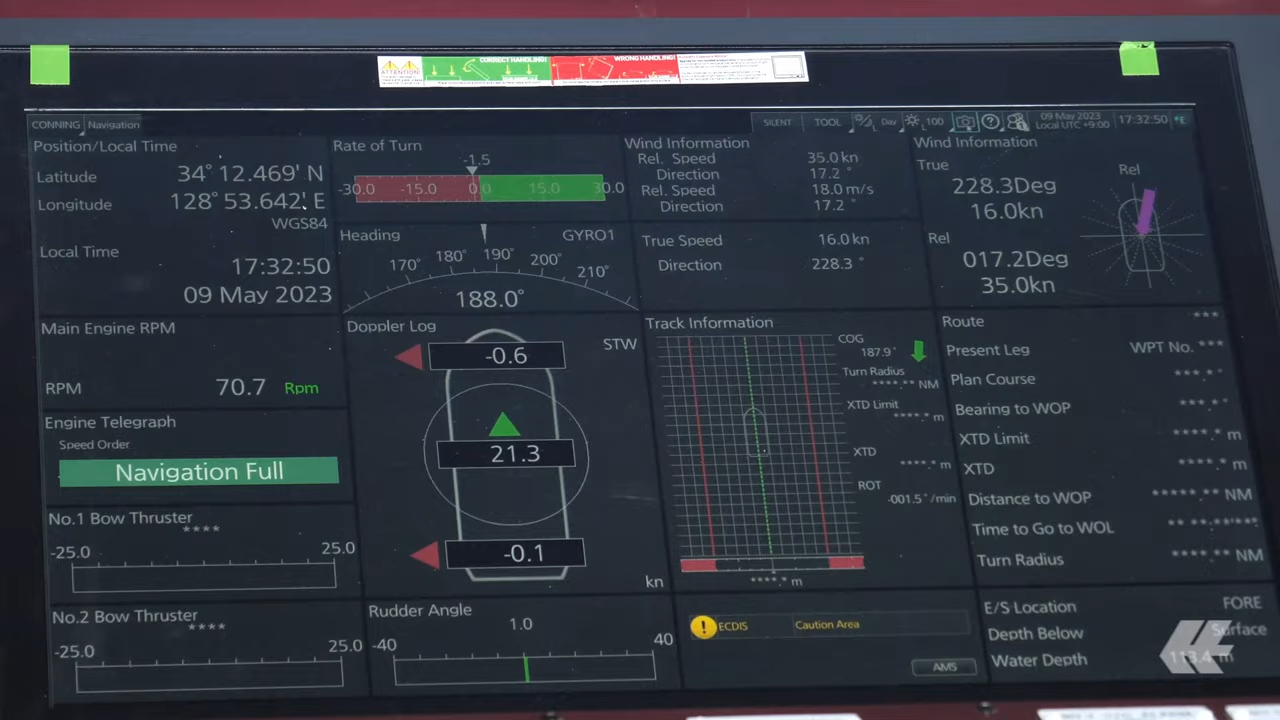 ATTENTION!
CORRECT HANDLING!
WRONG HANDLING!
CONNING
Navigation
SILENT
TOOL
Day
100
09 May 2023
Local UTC +9:00
17:32:50
Position/Local Time
Latitude 34° 12.469' N
Longitude 128° 53.642' E
WGS84
Local Time
17:32:50
09 May 2023
Main Engine RPM
RPM 70.7 Rpm
Engine Telegraph
Speed Order
Navigation Full
No.1 Bow Thruster
****
-25.0 25.0
No.2 Bow Thruster
****
-25.0 25.0
Rate of Turn
-1.5
-30.0 -15.0 0.0 15.0 30.0
Heading GYRO1
170° 180° 190° 200° 210°
188.0°
Doppler Log
STW
-0.6
21.3
-0.1
kn
Rudder Angle
1.0
-40 40
Wind Information
Rel. Speed 35.0 kn
Direction 17.2 °
Rel. Speed 18.0 m/s
Direction 17.2 °
True Speed 16.0 kn
Direction 228.3 °
Track Information
COG
187.9°
Turn Radius
****.** NM
XTD Limit
****.* m
XTD
****.* m
ROT
-001.5°/min
****.* m
ECDIS Caution Area
AMS
Wind Information
True
228.3Deg
16.0kn
Rel
017.2Deg
35.0kn
Rel
Route ***
Present Leg WPT No. ***
Plan Course ***.*°
Bearing to WOP ***.*°
XTD Limit ****.* m
XTD ****.* m
Distance to WOP *****.** NM
Time to Go to WOL
Turn Radius ****.** NM
E/S Location FORE
Depth Below Surface
Water Depth 113.4 m